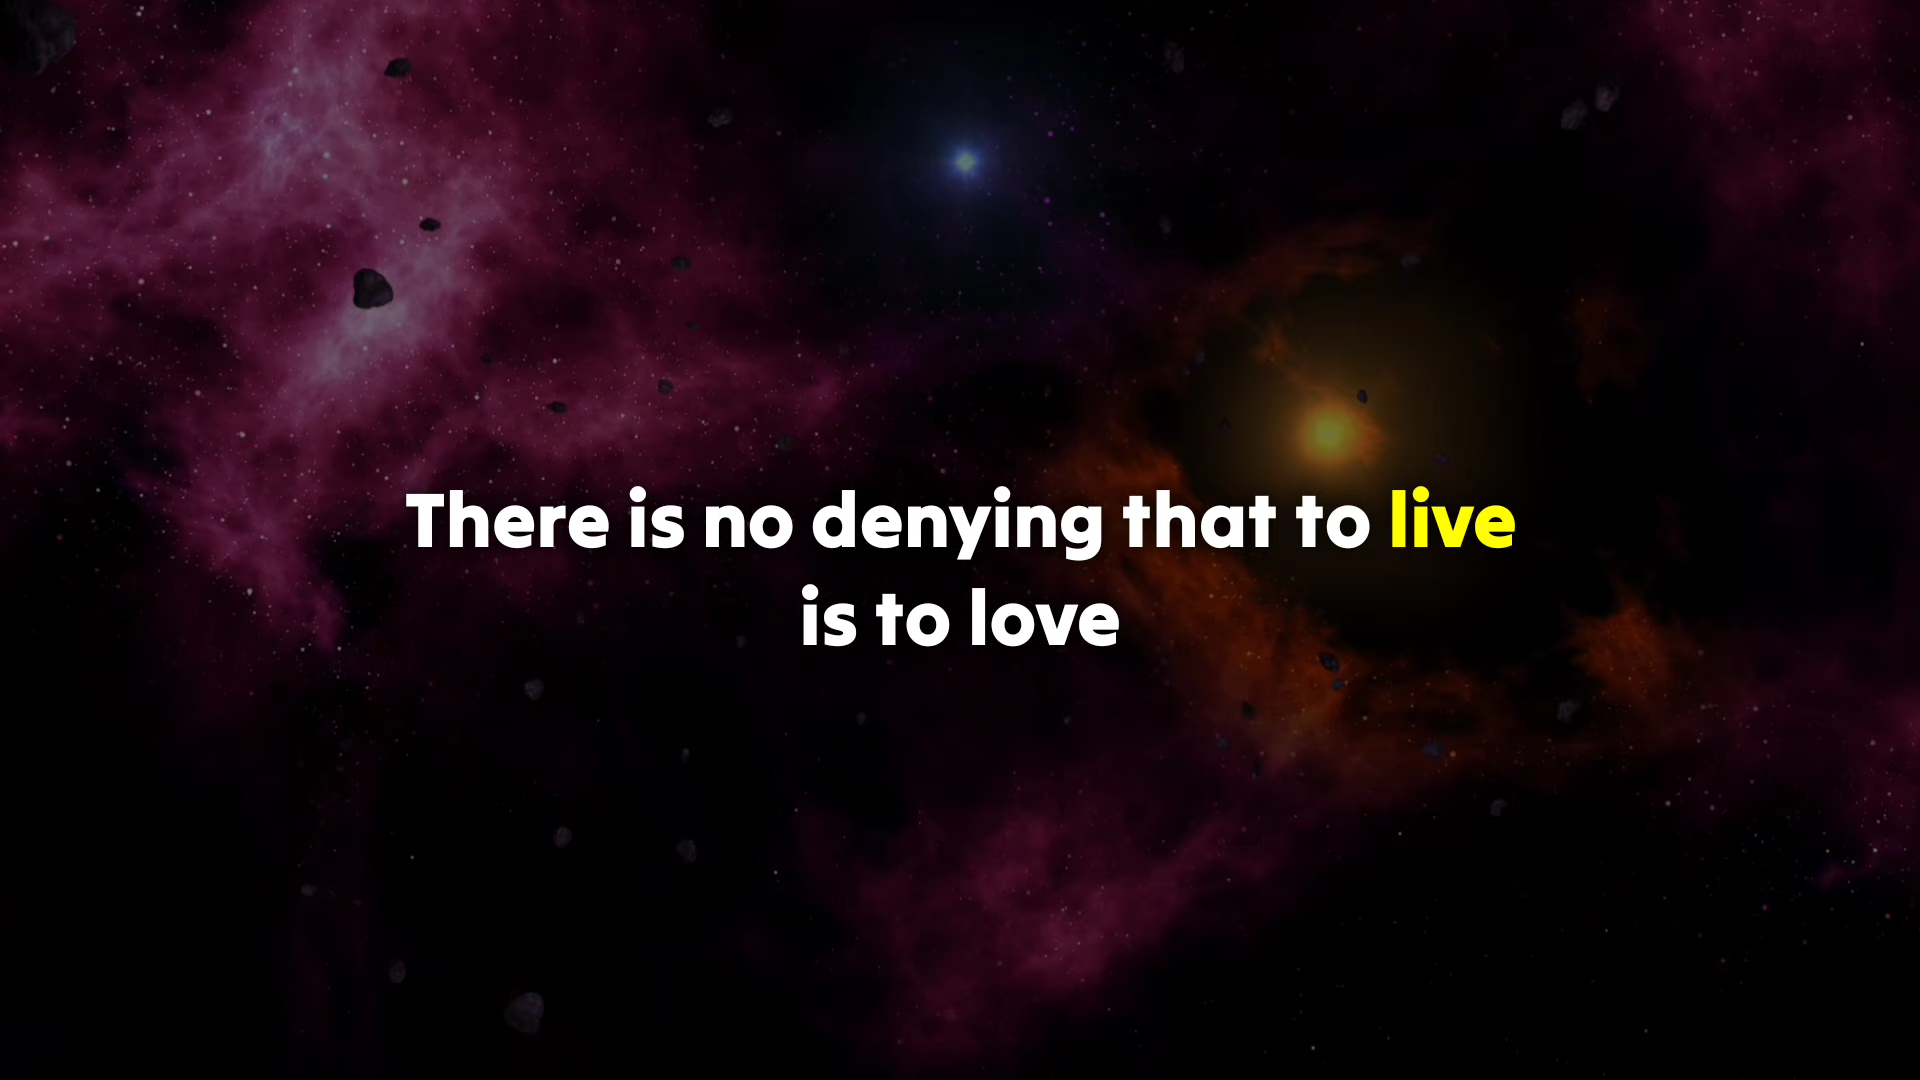 There is no denying that to live
is to love